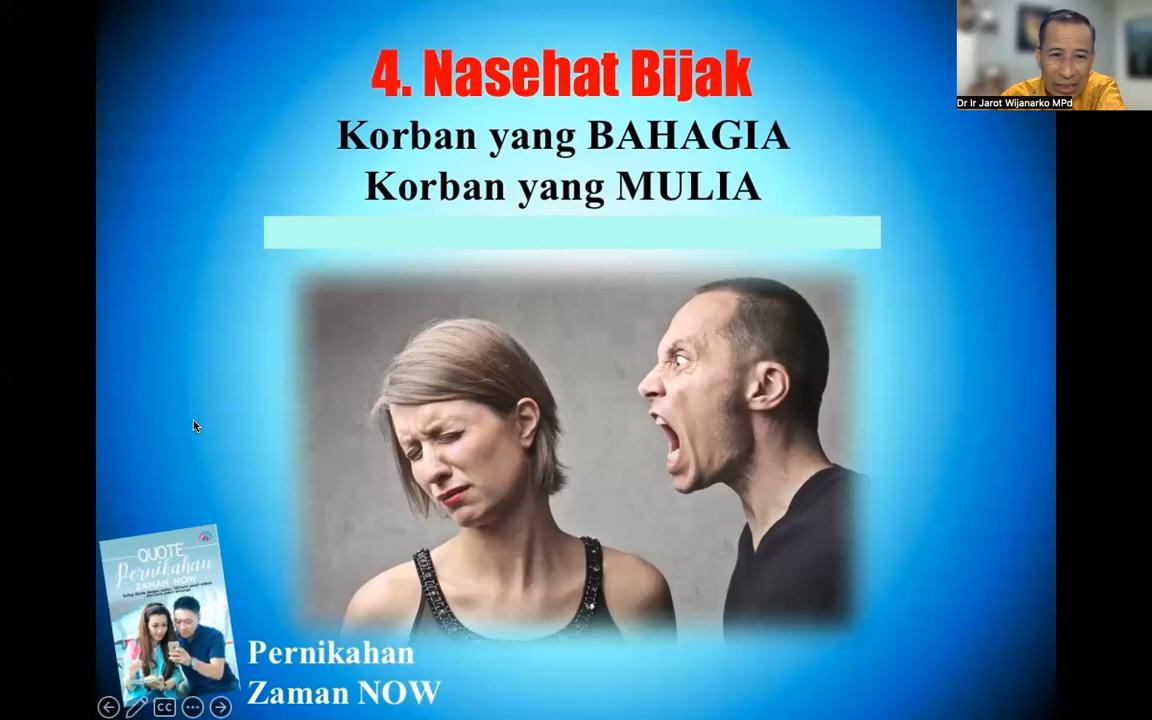 4. Nasehat Bijak
Korban yang BAHAGIA
Korban yang MULIA
Dr Ir Jarot Wijanarko MPd
QUOTE
Pernikahan
ZAMAN NOW
Pernikahan
Zaman NOW
CC